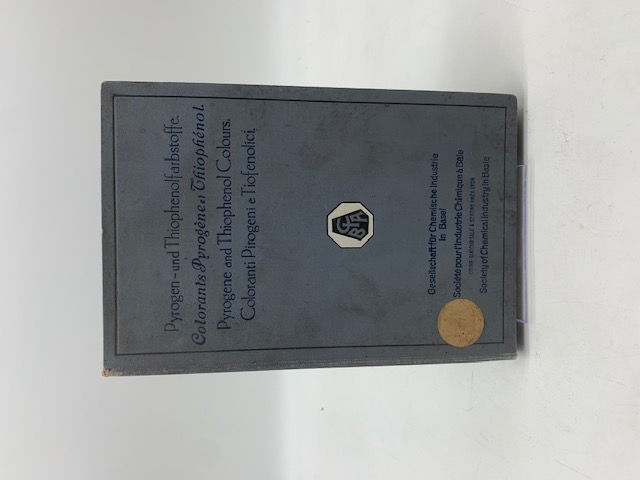 Pyrogen- und Thiophenolfarbstoffe.
Colorants Pyrogène et Thiophénol.
Pyrogene and Thiophenol Colours.
Coloranti Pirogeni e Tiofenolici.
Gesellschaft für Chemische Industrie
in Basel
Société pour l'Industrie Chimique à Bâle
Society of Chemical Industry in Basle